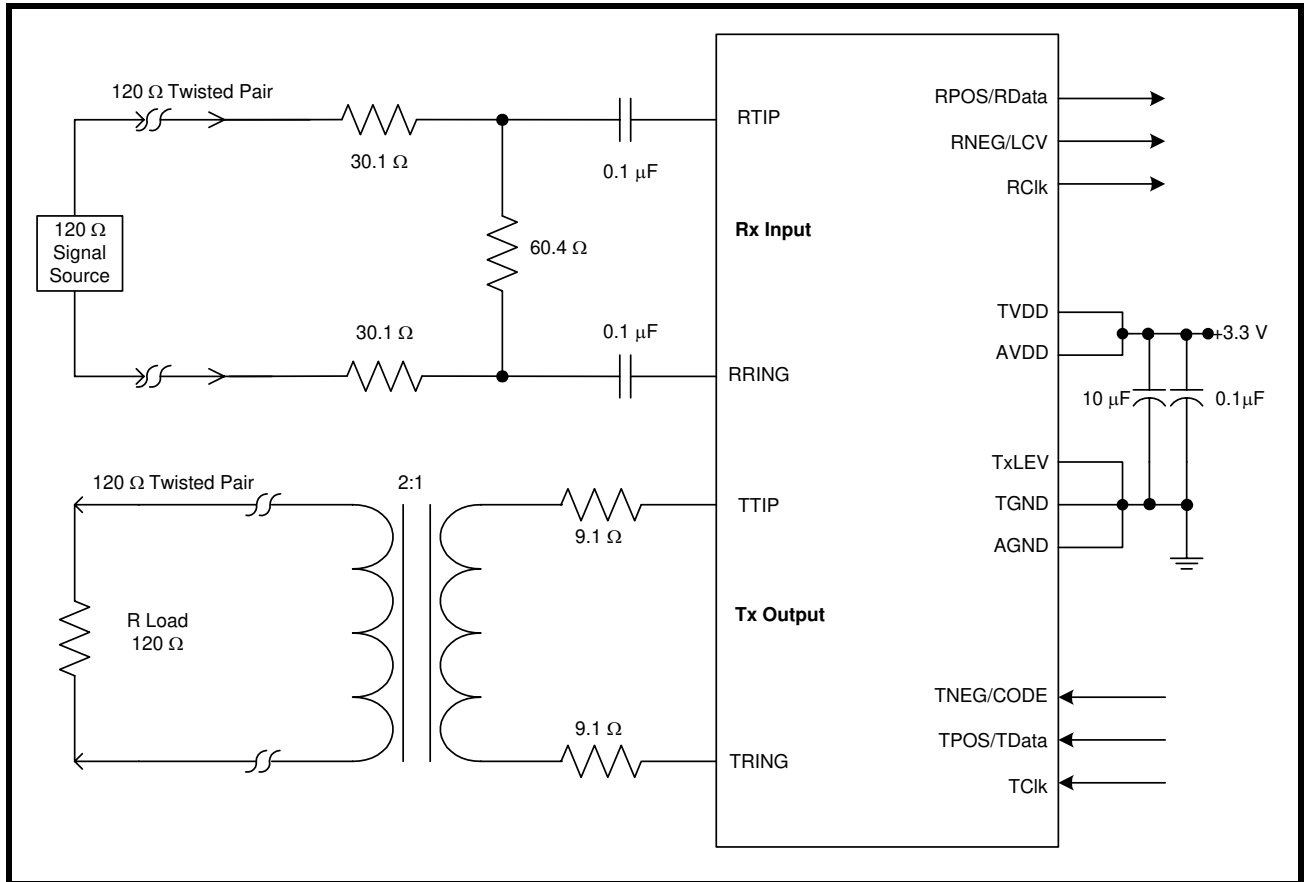 120 Ω Twisted Pair
30.1 Ω
0.1 μF
RTIP
120 Ω
Signal
Source
60.4 Ω
Rx Input
30.1 Ω
0.1 μF
RRING
RPOS/RData
RNEG/LCV
RClk
TVDD
AVDD
+3.3 V
10 μF
0.1μF
TxLEV
TGND
AGND
120 Ω Twisted Pair
2:1
9.1 Ω
TTIP
R Load
120 Ω
Tx Output
9.1 Ω
TRING
TNEG/CODE
TPOS/TData
TClk